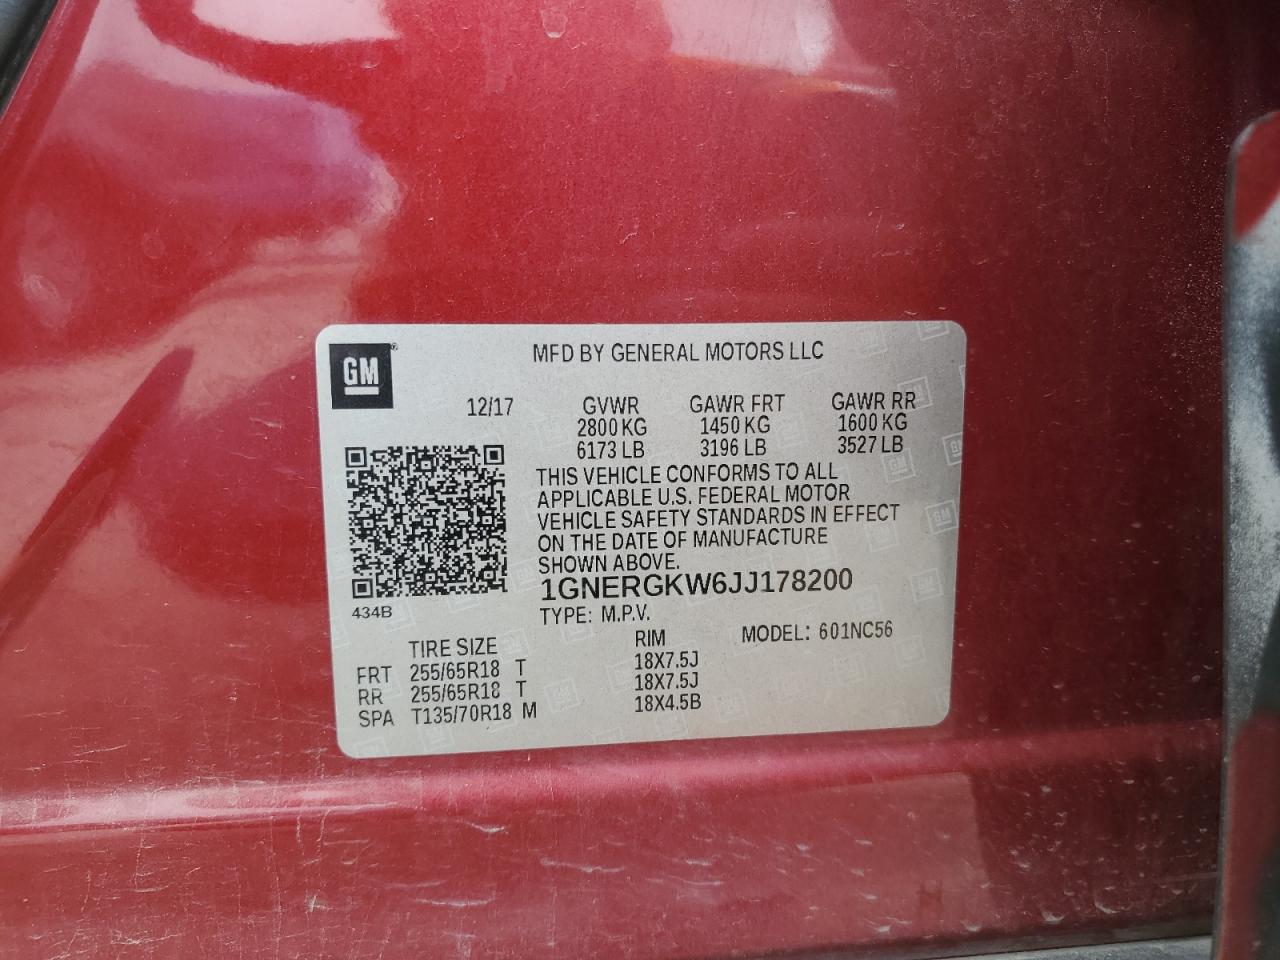 GM
MFD BY GENERAL MOTORS LLC
12/17 GVWR GAWR FRT GAWR RR
2800 KG 1450 KG 1600 KG
6173 LB 3196 LB 3527 LB
THIS VEHICLE CONFORMS TO ALL
APPLICABLE U.S. FEDERAL MOTOR
VEHICLE SAFETY STANDARDS IN EFFECT
ON THE DATE OF MANUFACTURE
SHOWN ABOVE.
1GNERGKW6JJ178200
434B
TYPE: M.P.V.
TIRE SIZE RIM MODEL: 601NC56
FRT 255/65R18 T 18X7.5J
RR 255/65R18 T 18X7.5J
SPA T135/70R18 M 18X4.5B